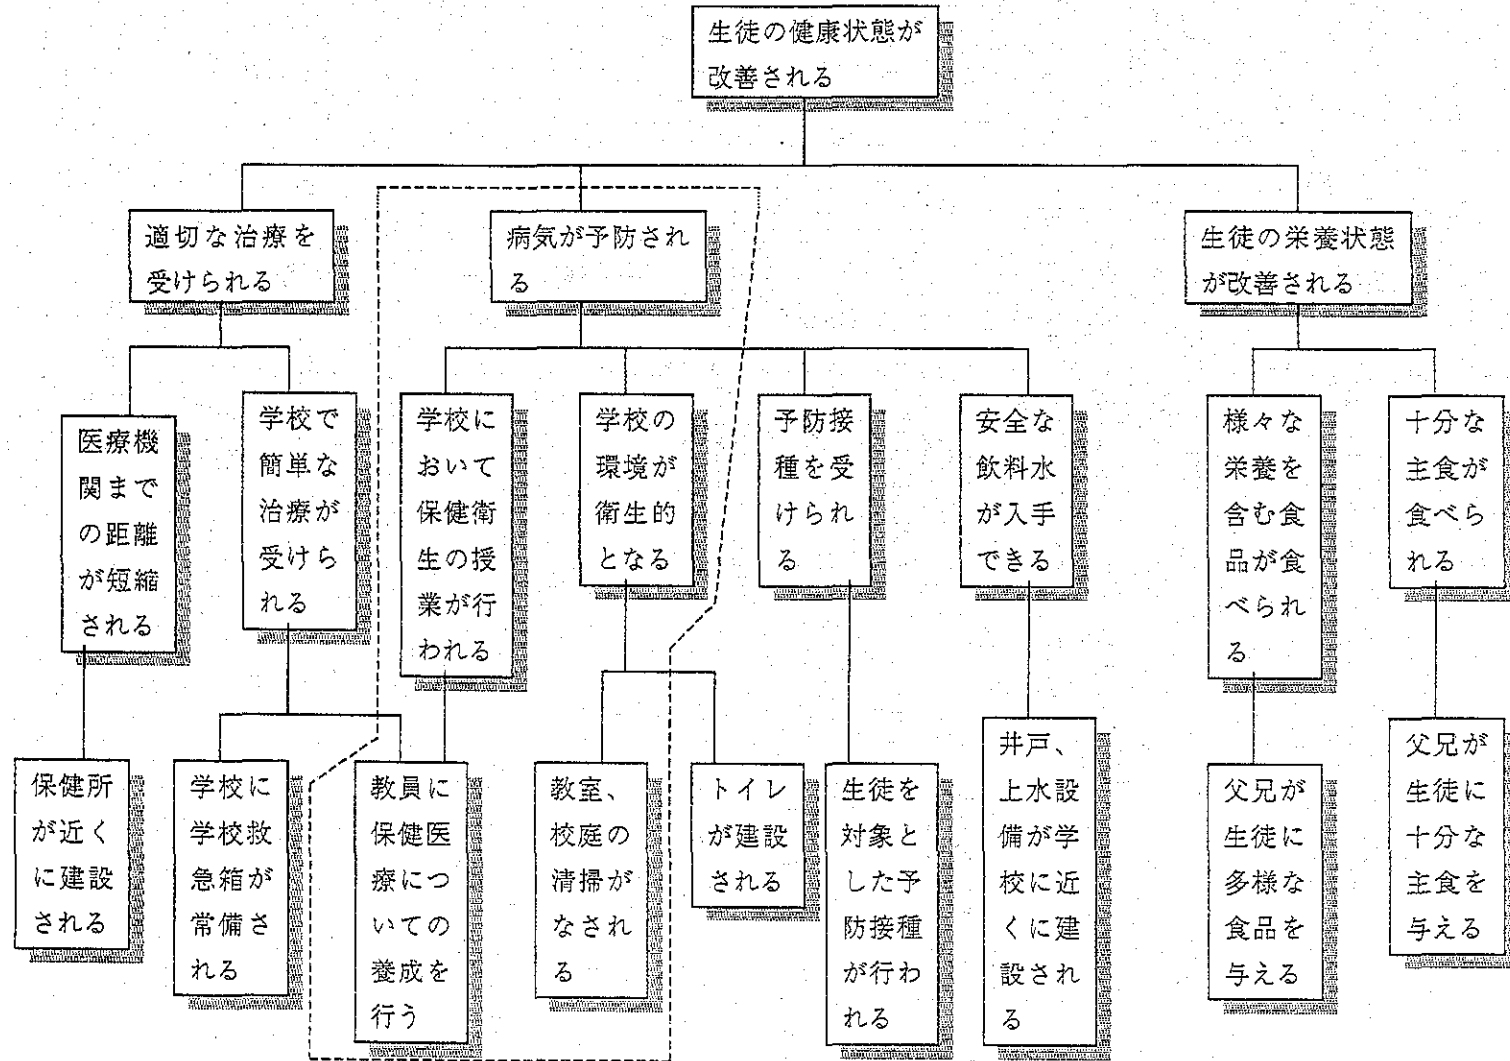 生徒の健康状態が
改善される
適切な治療を
受けられる
病気が予防され
る
生徒の栄養状態
が改善される
医療機
関まで
の距離
が短縮
される
学校で
簡単な
治療が
受けら
れる
学校に
おいて
保健衛
生の授
業が行
われる
学校の
環境が
衛生的
となる
予防接
種を受
けられ
る
安全な
飲料水
が入手
できる
様々な
栄養を
含む食
品が食
べられ
る
十分な
主食が
食べら
れる
保健所
が近く
に建設
される
学校に
学校救
急箱が
常備さ
れる
教員に
保健医
療につ
いての
養成を
行う
教室、
校庭の
清掃が
なされ
る
トイレ
が建設
される
生徒を
対象と
した予
防接種
が行わ
れる
井戸、
上水設
備が学
校に近
くに建
設され
る
父兄が
生徒に
多様な
食品を
与える
父兄が
生徒に
十分な
主食を
与える